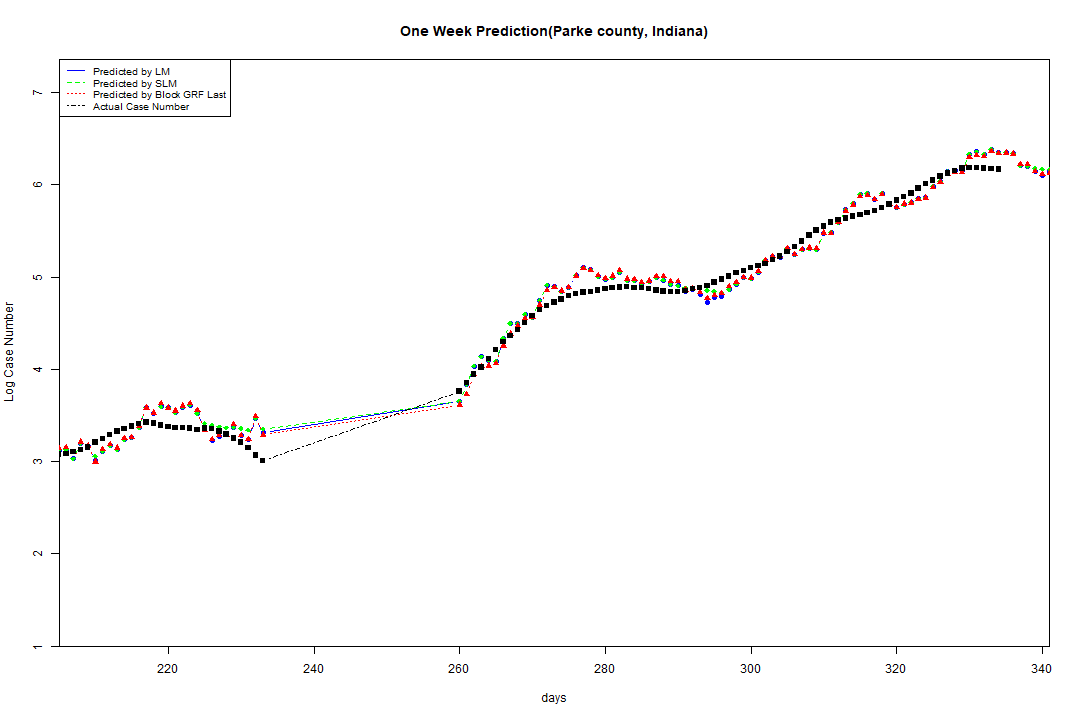 One Week Prediction(Parke county, Indiana)
Predicted by LM
Predicted by SLM
Predicted by Block GRF Last
Actual Case Number
7
6
5
4
3
2
1
Log Case Number
220 240 260 280 300 320 340
days